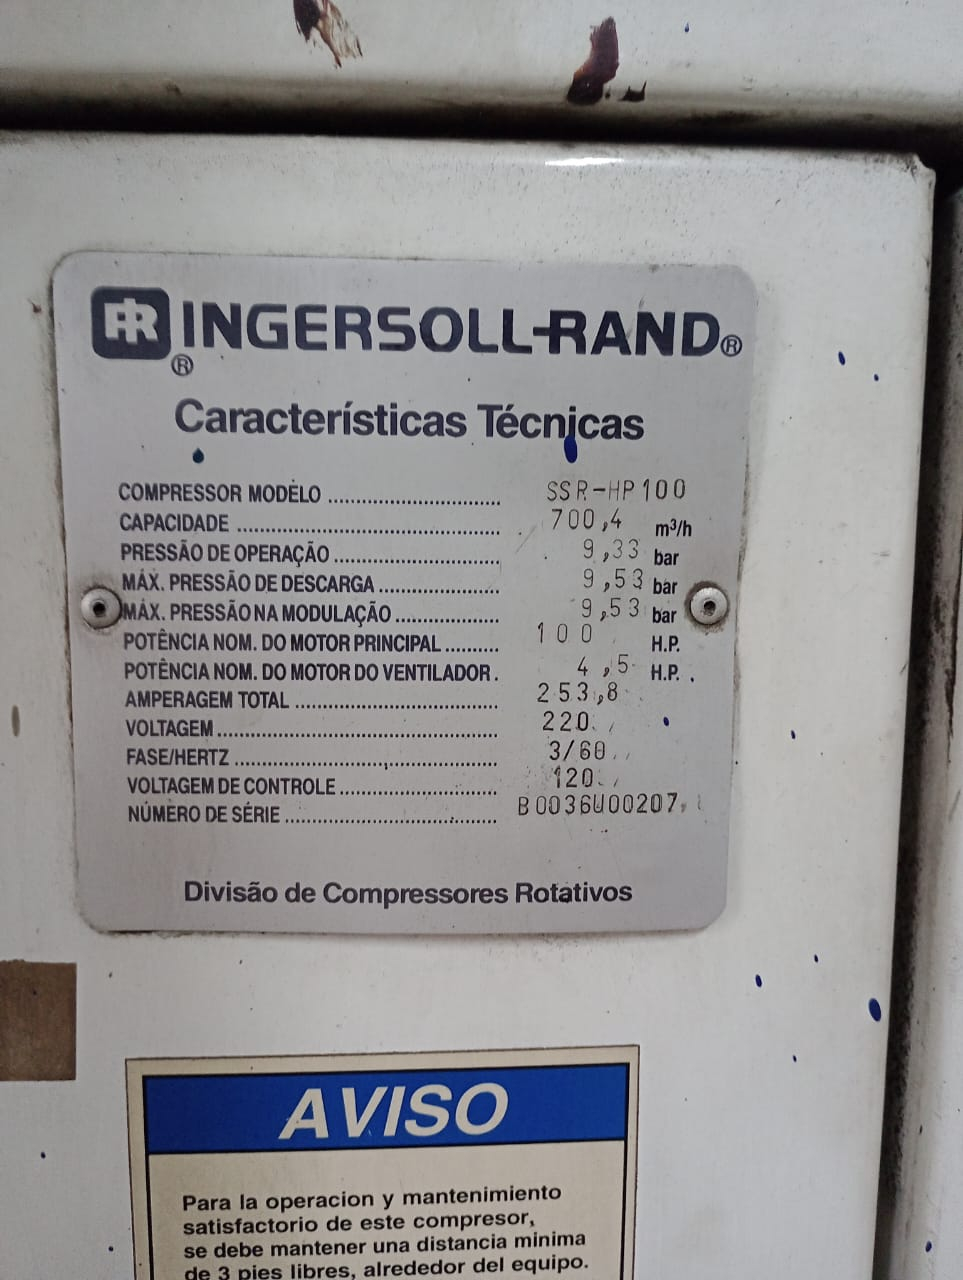 IR INGERSOLL-RAND®
®
Características Técnicas
COMPRESSOR MODELO ........................ SSR-HP100
CAPACIDADE ........................ 700,4 m³/h
PRESSÃO DE OPERAÇÃO ........................ 9,33 bar
MÁX. PRESSÃO DE DESCARGA ........................ 9,53 bar
MÁX. PRESSÃO NA MODULAÇÃO ........................ 9,53 bar
POTÊNCIA NOM. DO MOTOR PRINCIPAL .......... 100 H.P.
POTÊNCIA NOM. DO MOTOR DO VENTILADOR . 4,5 H.P.
AMPERAGEM TOTAL ........................ 253,8
VOLTAGEM ........................ 220
FASE/HERTZ ........................ 3/60
VOLTAGEM DE CONTROLE ........................ 120
NÚMERO DE SÉRIE ........................ B0036U00207
Divisão de Compressores Rotativos
AVISO
Para la operacion y mantenimiento
satisfactorio de este compresor,
se debe mantener una distancia minima
de 3 pies libres, alrededor del equipo.